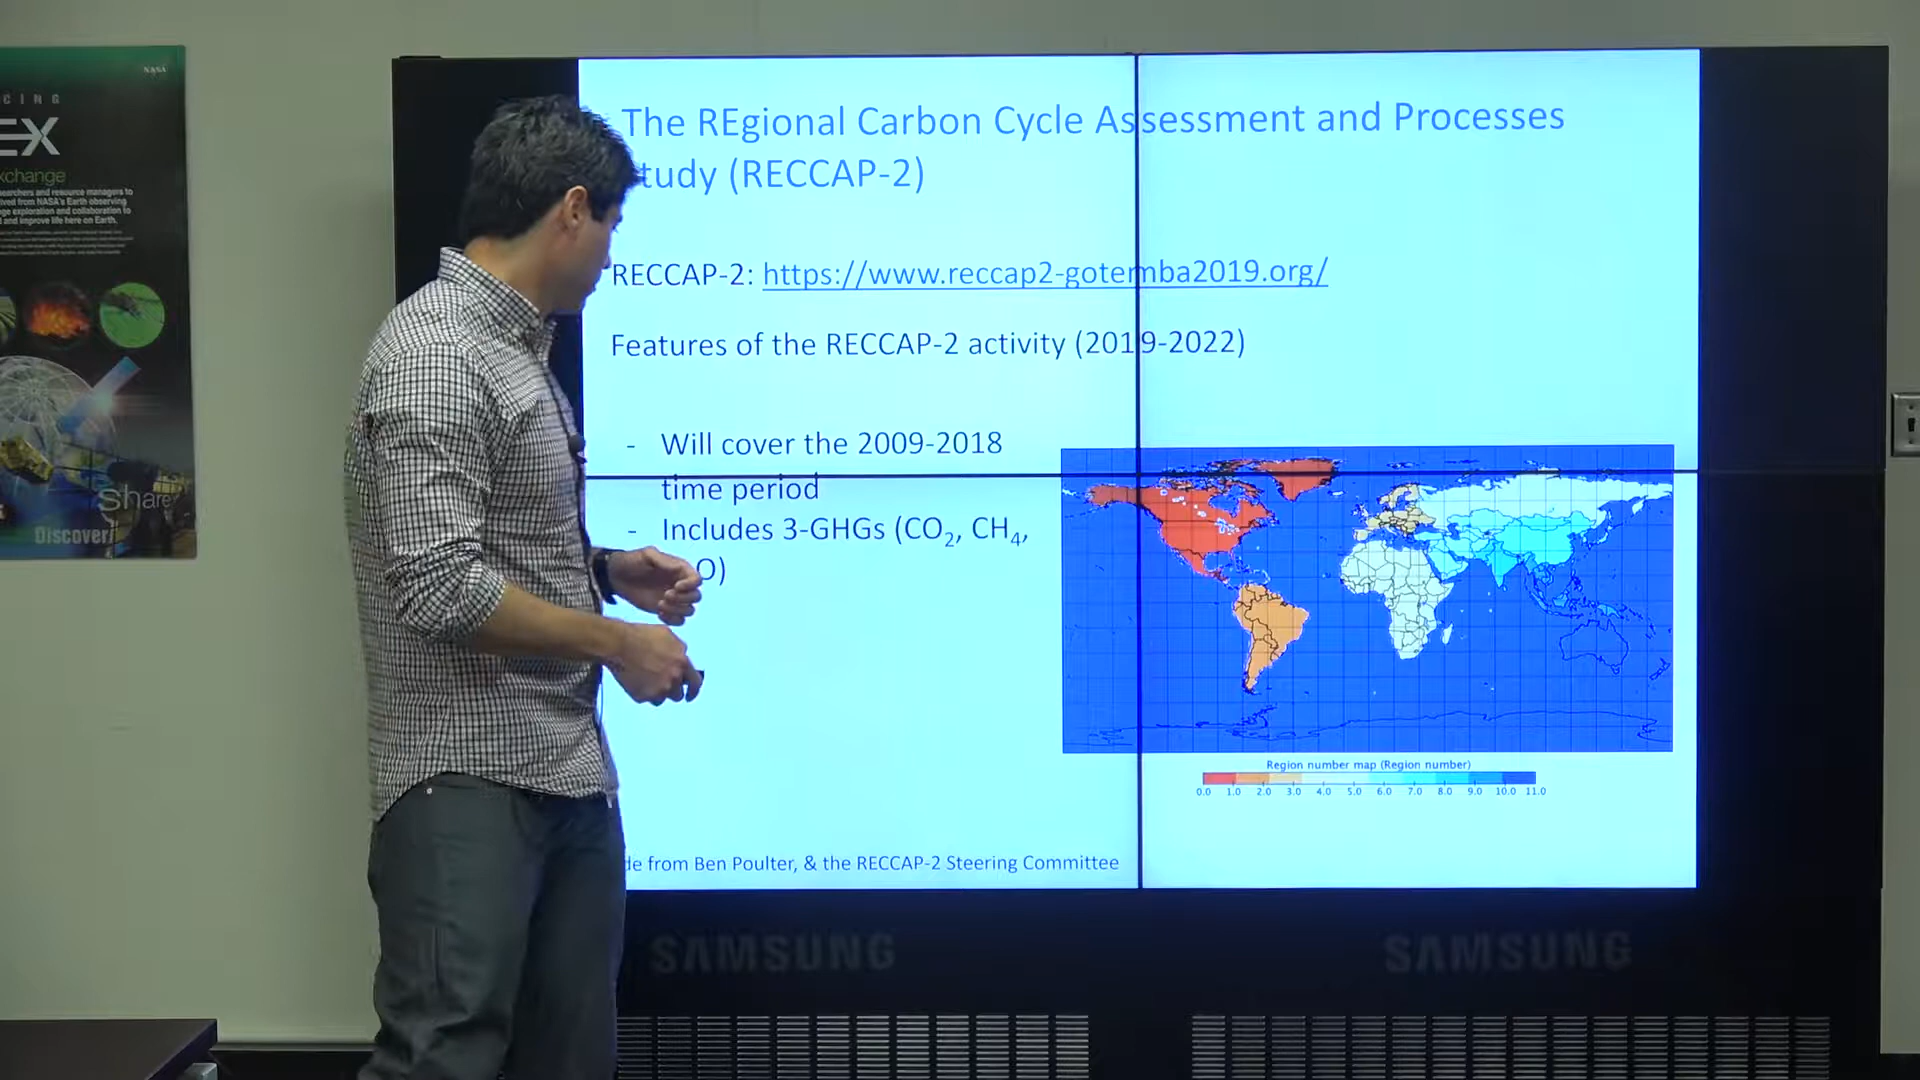 NASA
CING
EX
xchange
searchers and resource managers to
ived from NASA's Earth observing
ge exploration and collaboration to
d and improve life here on Earth.
Share
Discover
The REgional Carbon Cycle Assessment and Processes
tudy (RECCAP-2)
RECCAP-2: https://www.reccap2-gotemba2019.org/
Features of the RECCAP-2 activity (2019-2022)
- Will cover the 2009-2018
time period
- Includes 3-GHGs (CO₂, CH₄,
O)
Region number map (Region number)
0.0 1.0 2.0 3.0 4.0 5.0 6.0 7.0 8.0 9.0 10.0 11.0
de from Ben Poulter, & the RECCAP-2 Steering Committee
SAMSUNG SAMSUNG